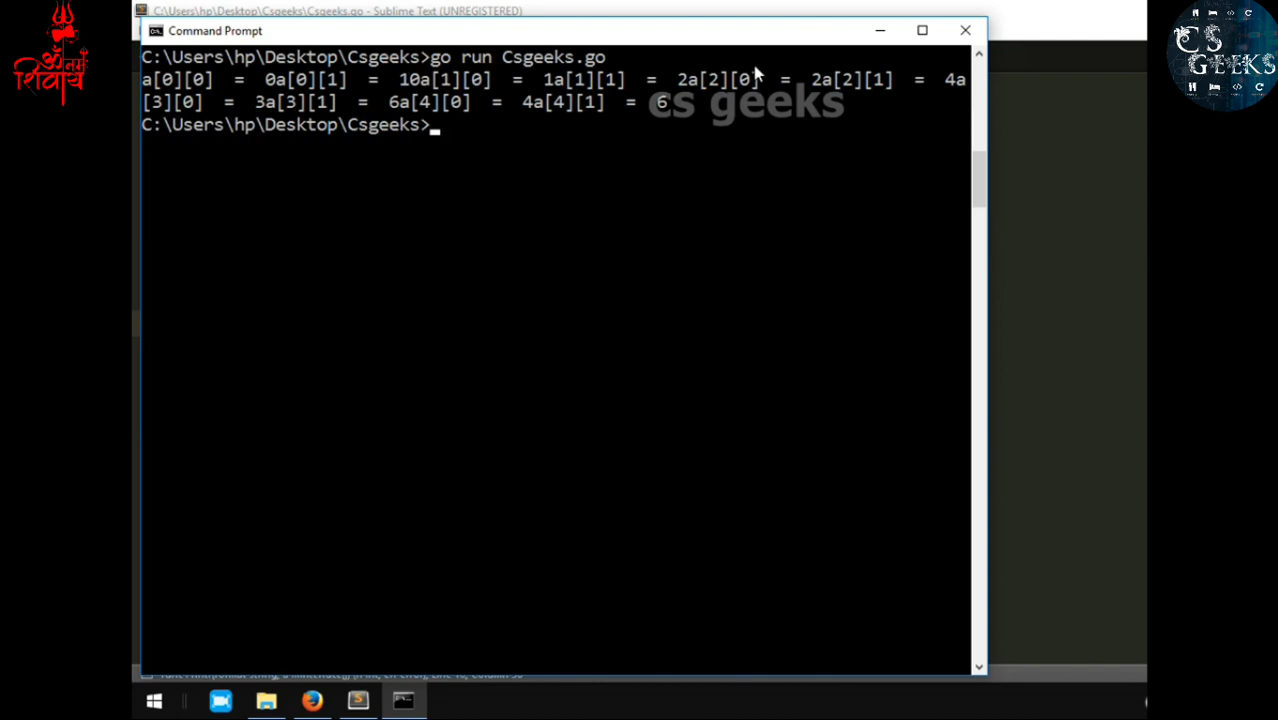 C:\Users\hp\Desktop\Csgeeks\Csgeeks.go - Sublime Text (UNREGISTERED)
Command Prompt
C:\Users\hp\Desktop\Csgeeks>go run Csgeeks.go
a[0][0]  =  0a[0][1]  =  10a[1][0]  =  1a[1][1]  =  2a[2][0]  =  2a[2][1]  =  4a
[3][0]  =  3a[3][1]  =  6a[4][0]  =  4a[4][1]  =  6
C:\Users\hp\Desktop\Csgeeks>
cs geeks
ॐ नमः
शिवाय
CS
GEEKS